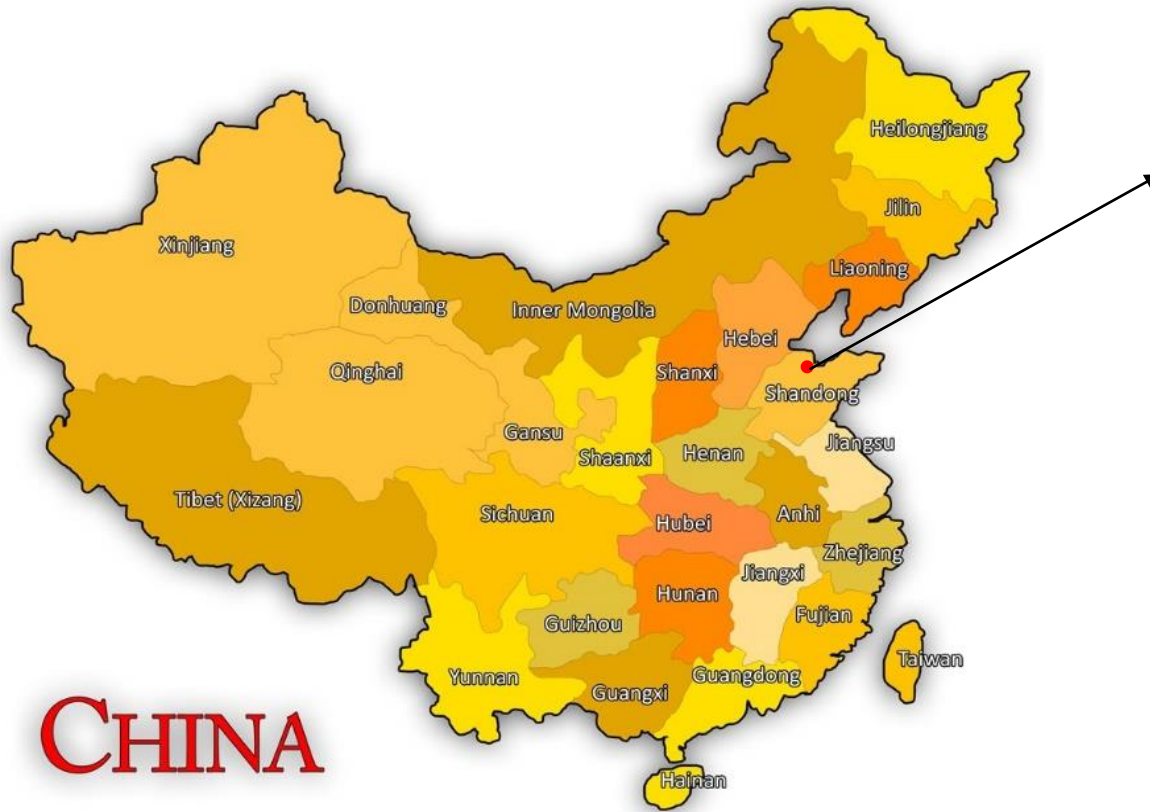 Heilongjiang
Jilin
Xinjiang
Liaoning
Donhuang
Inner Mongolia
Hebei
Qinghai
Shanxi
Shandong
Gansu
Jiangsu
Shaanxi
Henan
Tibet (Xizang)
Sichuan
Hubei
Anhi
Zhejiang
Jiangxi
Hunan
Guizhou
Fujian
Taiwan
Yunnan
Guangdong
Guangxi
CHINA
Hainan